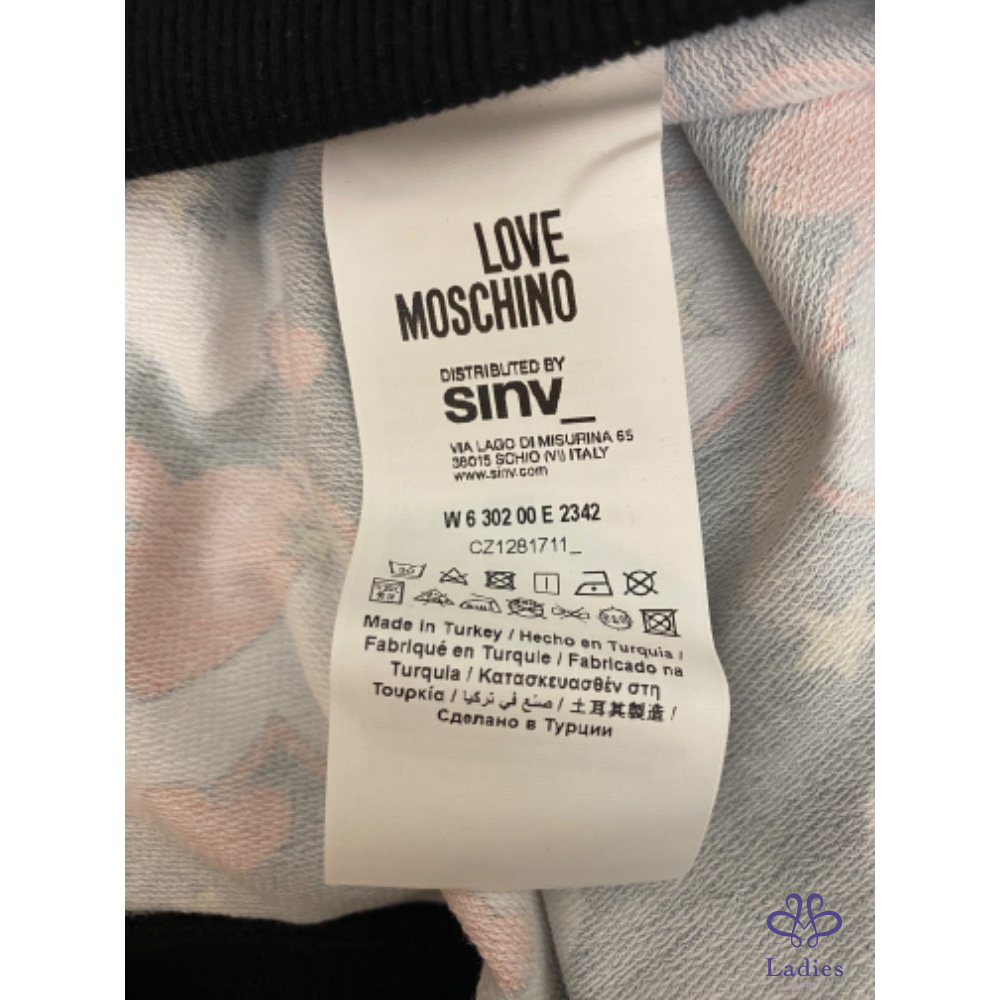 LOVE
MOSCHINO
DISTRIBUTED BY
sinv_
VIA LAGO DI MISURINA 65
36015 SCHIO (VI) ITALY
www.sinv.com
W 6 302 00 E 2342
CZ1281711_
Made in Turkey / Hecho en Turquia /
Fabriqué en Turquie / Fabricado na
Turquia / Κατασκευασθέν στη
Τουρκία / صنع في تركيا / 土耳其製造 /
Сделано в Турции
Ladies